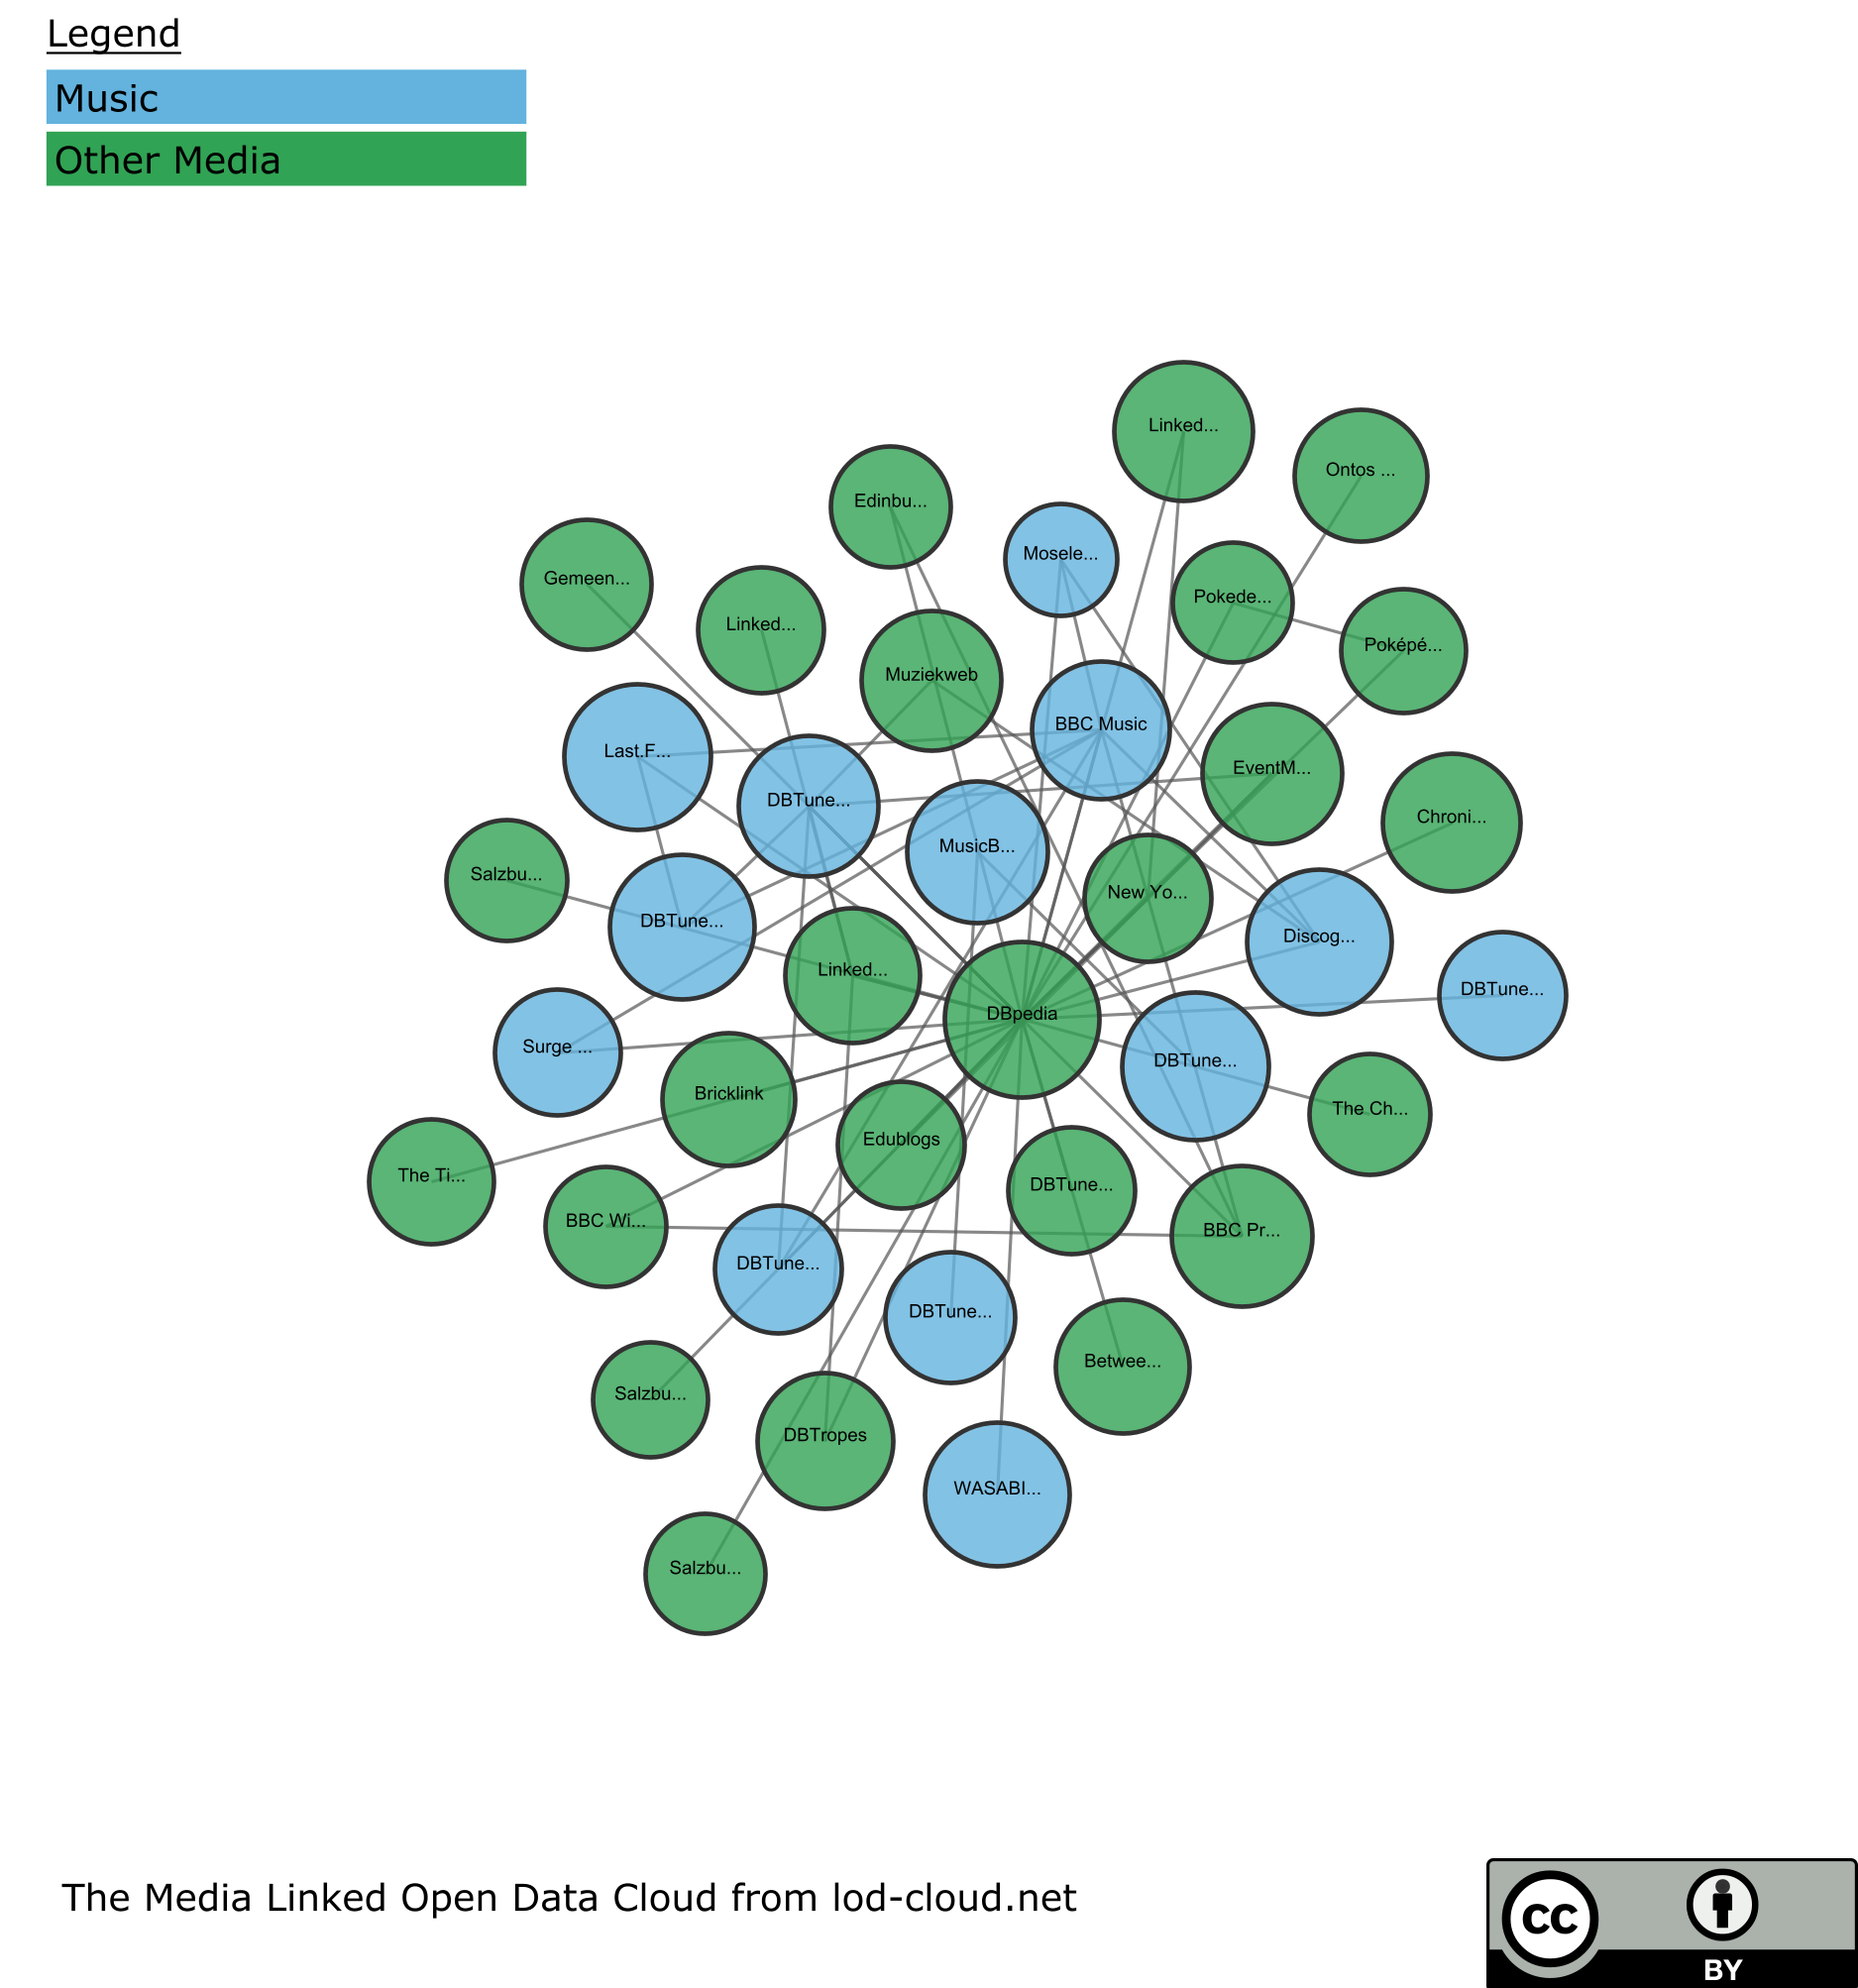 Legend
Music
Other Media
Linked...
Ontos ...
Edinbu...
Mosele...
Gemeen...
Pokede...
Linked...
Poképé...
Muziekweb
BBC Music
Last.F...
EventM...
DBTune...
Chroni...
MusicB...
Salzbu...
New Yo...
DBTune...
Discog...
Linked...
DBTune...
DBpedia
Surge ...
DBTune...
Bricklink
The Ch...
Edublogs
The Ti...
DBTune...
BBC Wi...
BBC Pr...
DBTune...
DBTune...
Betwee...
Salzbu...
DBTropes
WASABI...
Salzbu...
The Media Linked Open Data Cloud from lod-cloud.net
cc
BY